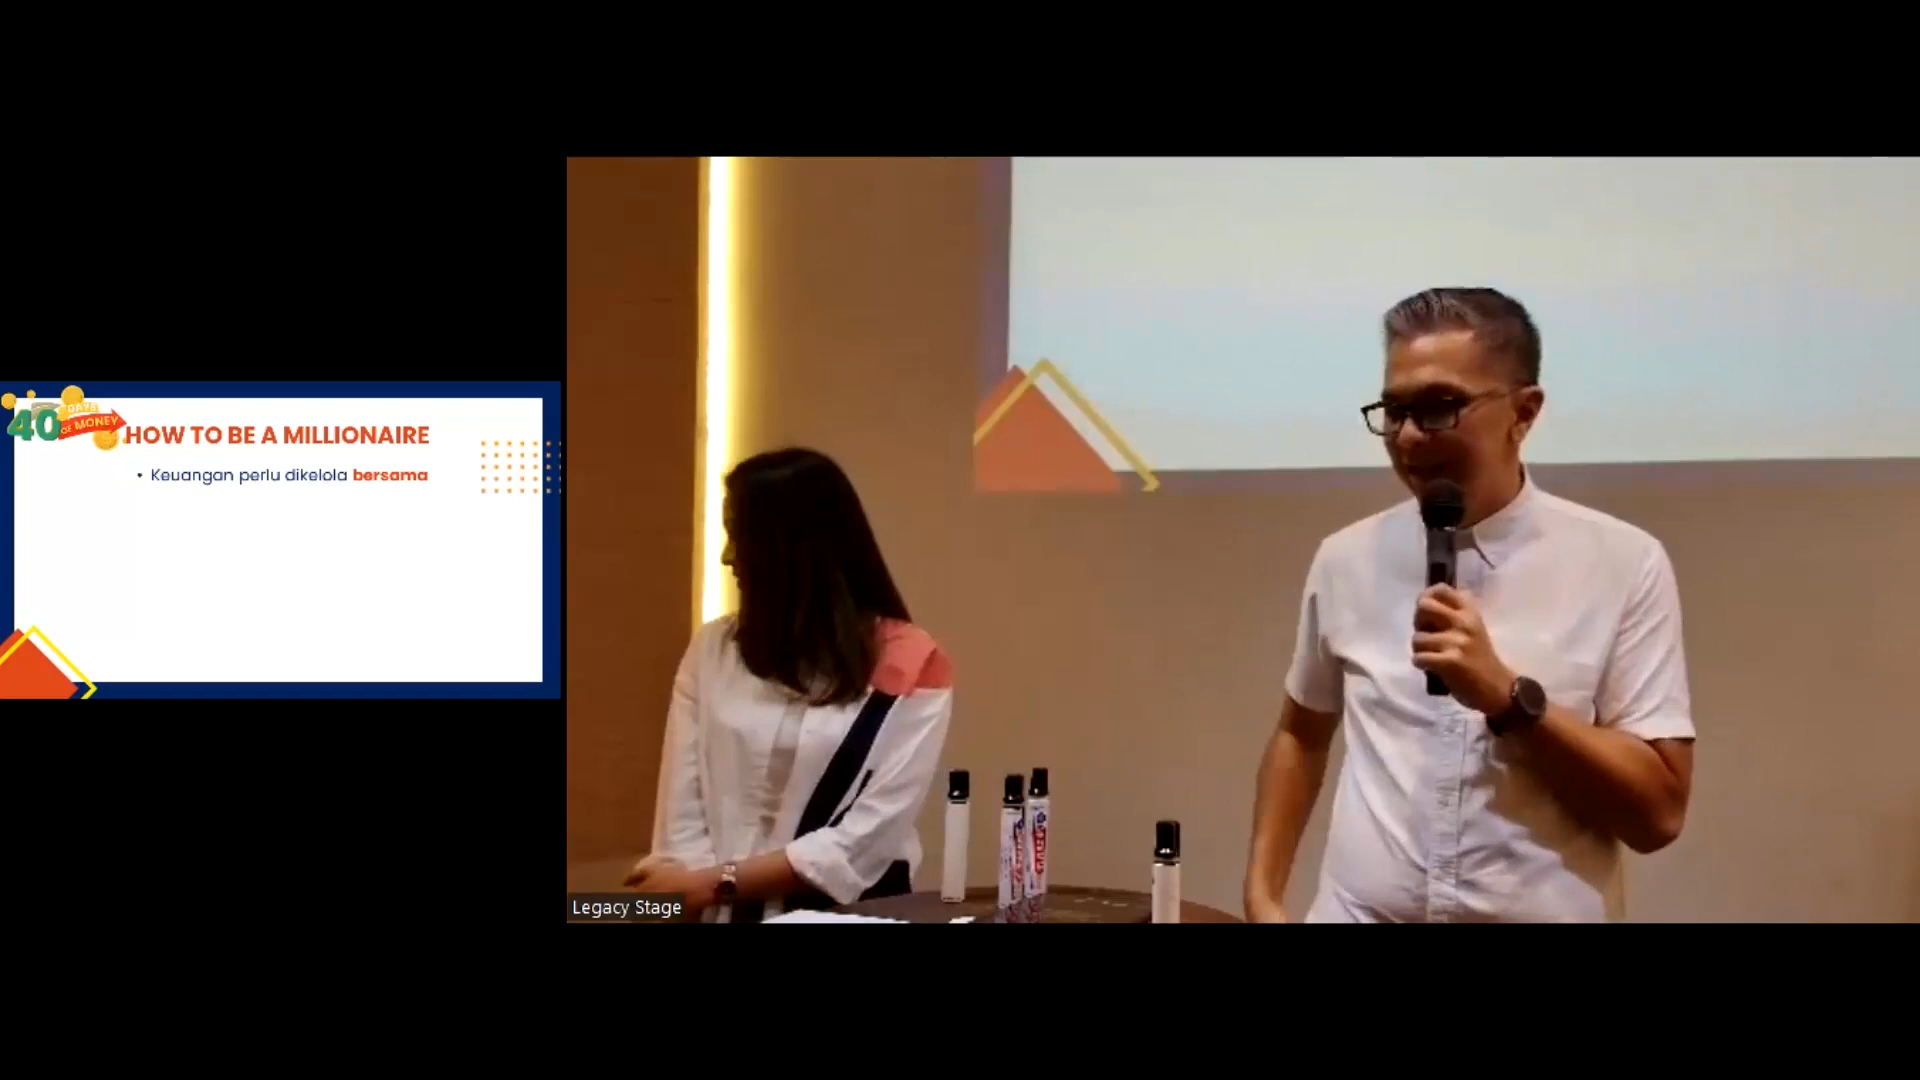 40 DAYS
OF MONEY
HOW TO BE A MILLIONAIRE
• Keuangan perlu dikelola bersama
Legacy Stage